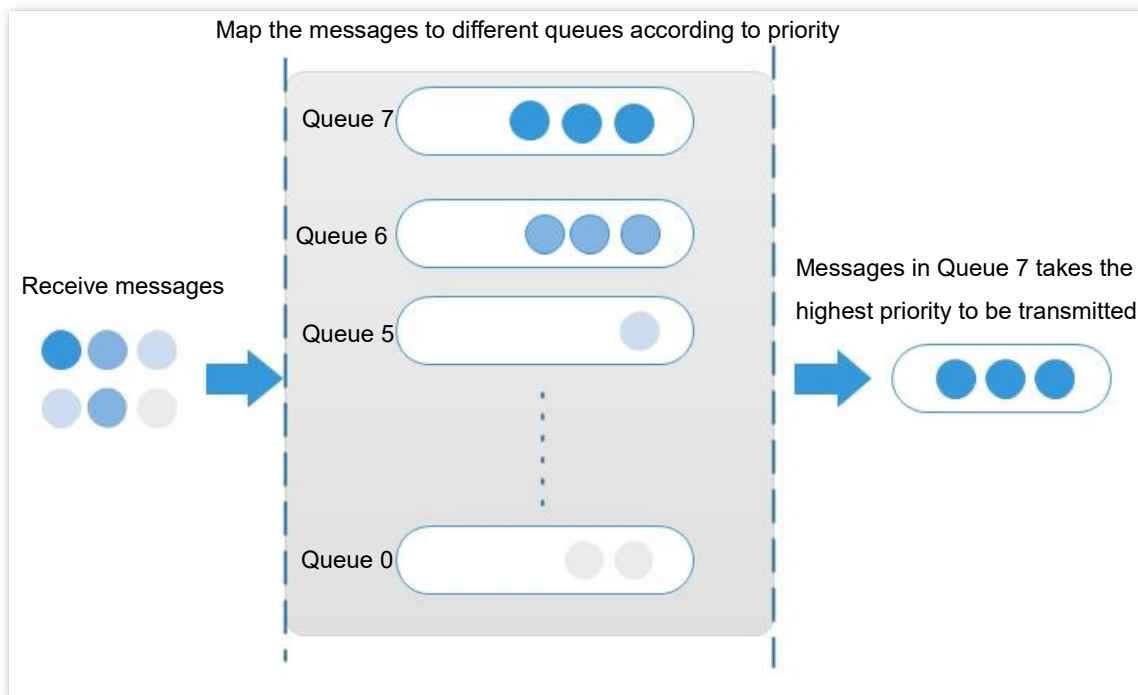 Map the messages to different queues according to priority
Queue 7
Queue 6
Queue 5
Queue 0
Receive messages
Messages in Queue 7 takes the
highest priority to be transmitted